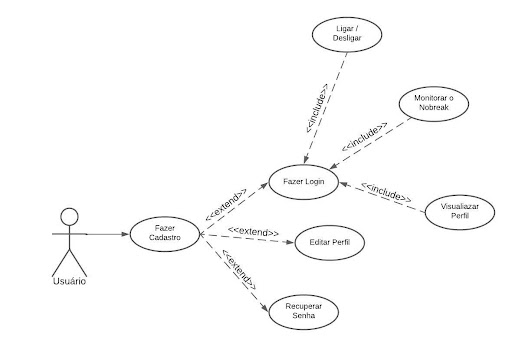 Ligar /
Desligar
<<include>>
Monitorar o
Nobreak
<<include>>
Fazer Login
<<include>>
Visualiazar
Perfil
<<extend>>
Fazer
Cadastro
<<extend>>
Editar Perfil
<<extend>>
Usuário
Recuperar
Senha